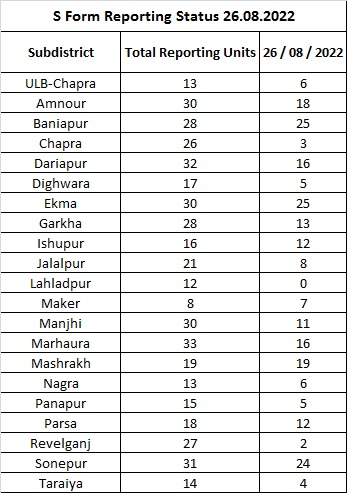 S Form Reporting Status 26.08.2022
Subdistrict Total Reporting Units 26 / 08 / 2022
ULB-Chapra 13 6
Amnour 30 18
Baniapur 28 25
Chapra 26 3
Dariapur 32 16
Dighwara 17 5
Ekma 30 25
Garkha 28 13
Ishupur 16 12
Jalalpur 21 8
Lahladpur 12 0
Maker 8 7
Manjhi 30 11
Marhaura 33 16
Mashrakh 19 19
Nagra 13 6
Panapur 15 5
Parsa 18 12
Revelganj 27 2
Sonepur 31 24
Taraiya 14 4